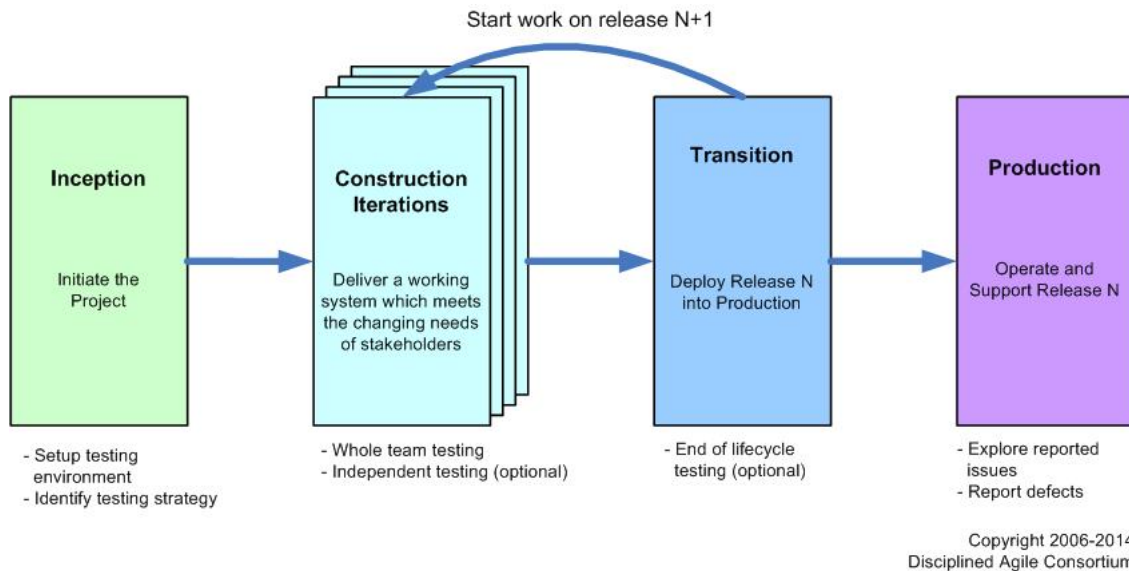 Start work on release N+1
Inception
Initiate the
Project
Construction
Iterations
Deliver a working
system which meets
the changing needs
of stakeholders
Transition
Deploy Release N
into Production
Production
Operate and
Support Release N
- Setup testing
environment
- Identify testing strategy
- Whole team testing
- Independent testing (optional)
- End of lifecycle
testing (optional)
- Explore reported
issues
- Report defects
Copyright 2006-2014
Disciplined Agile Consortium